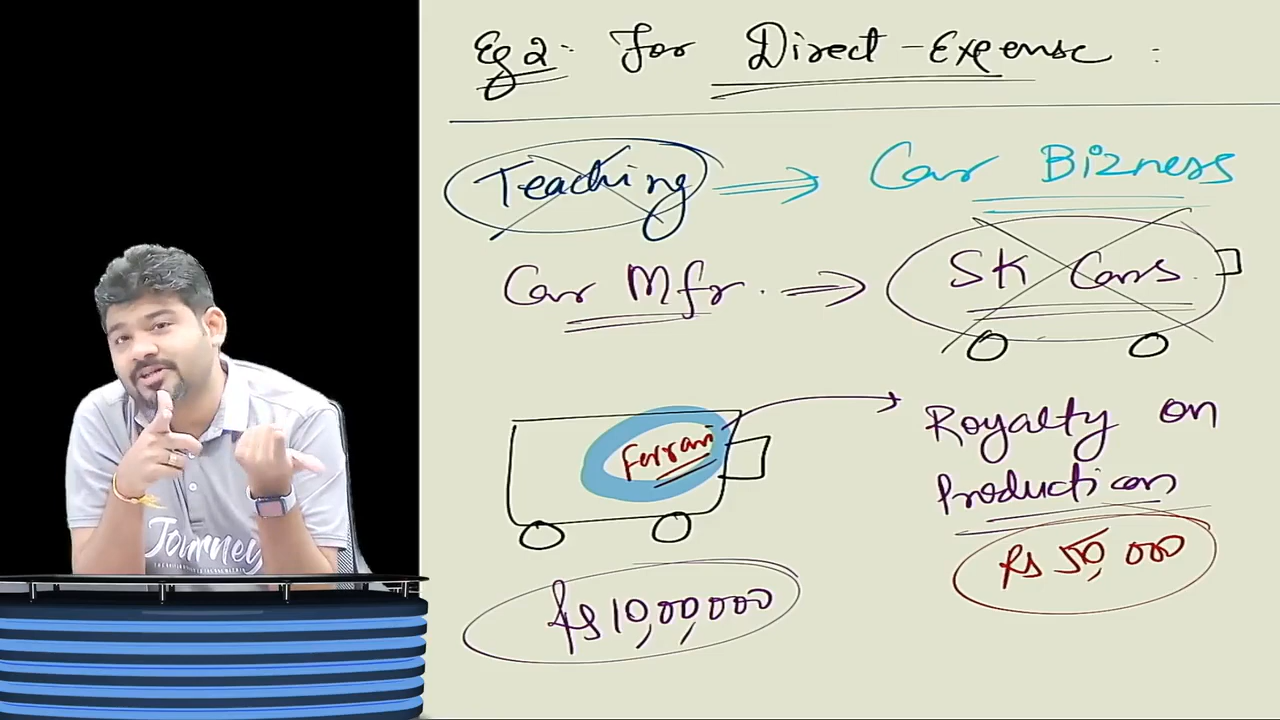 Eg 2: For Direct-Expense:
Teaching ⇒ Car Bizness
Car Mfr. ⇒ SK Cars
Ferrari
Royalty on
Production
Rs 50,000
Rs 10,00,000
Journey